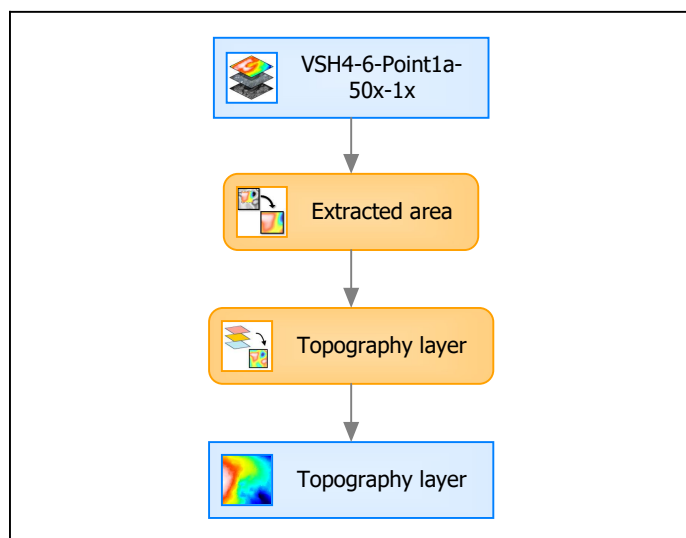 VSH4-6-Point1a-
50x-1x
Extracted area
Topography layer
Topography layer